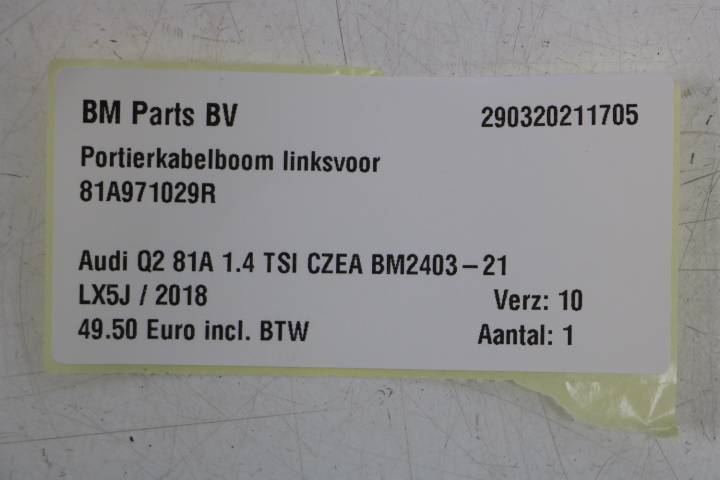 BM Parts BV 290320211705
Portierkabelboom linksvoor
81A971029R
Audi Q2 81A 1.4 TSI CZEA BM2403-21
LX5J / 2018 Verz: 10
49.50 Euro incl. BTW Aantal: 1